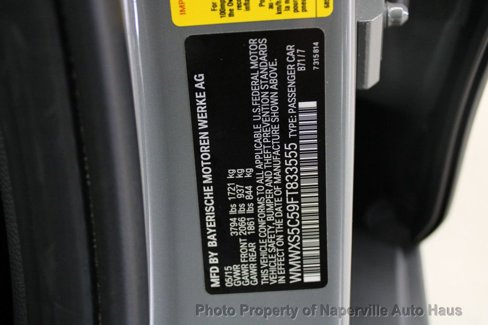 MFD BY BAYERISCHE MOTOREN WERKE AG
05/15
GVWR 3794 lbs 1721 kg
GAWR FRONT 2066 lbs 937 kg
GAWR REAR 1861 lbs 844 kg
THIS VEHICLE CONFORMS TO ALL APPLICABLE U.S. FEDERAL MOTOR
VEHICLE SAFETY, BUMPER, AND THEFT PREVENTION STANDARDS
IN EFFECT ON THE DATE OF MANUFACTURE SHOWN ABOVE.
WMWXS5C59FT833555 TYPE: PASSENGER CAR
B71/7
7 315 814
Photo Property of Naperville Auto Haus